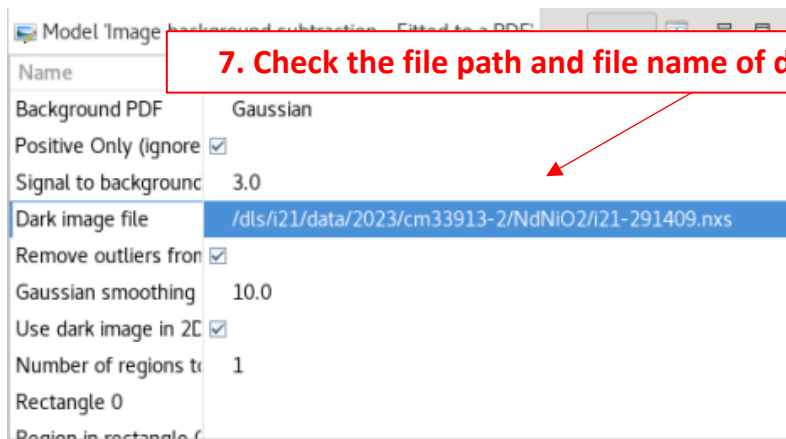 Model 'Image background subtraction - Fitted to a PDF'
7. Check the file path and file name of d
Name
Background PDF Gaussian
Positive Only (ignore
Signal to background 3.0
Dark image file /dls/i21/data/2023/cm33913-2/NdNiO2/i21-291409.nxs
Remove outliers from
Gaussian smoothing 10.0
Use dark image in 2D
Number of regions to 1
Rectangle 0
Region in rectangle (